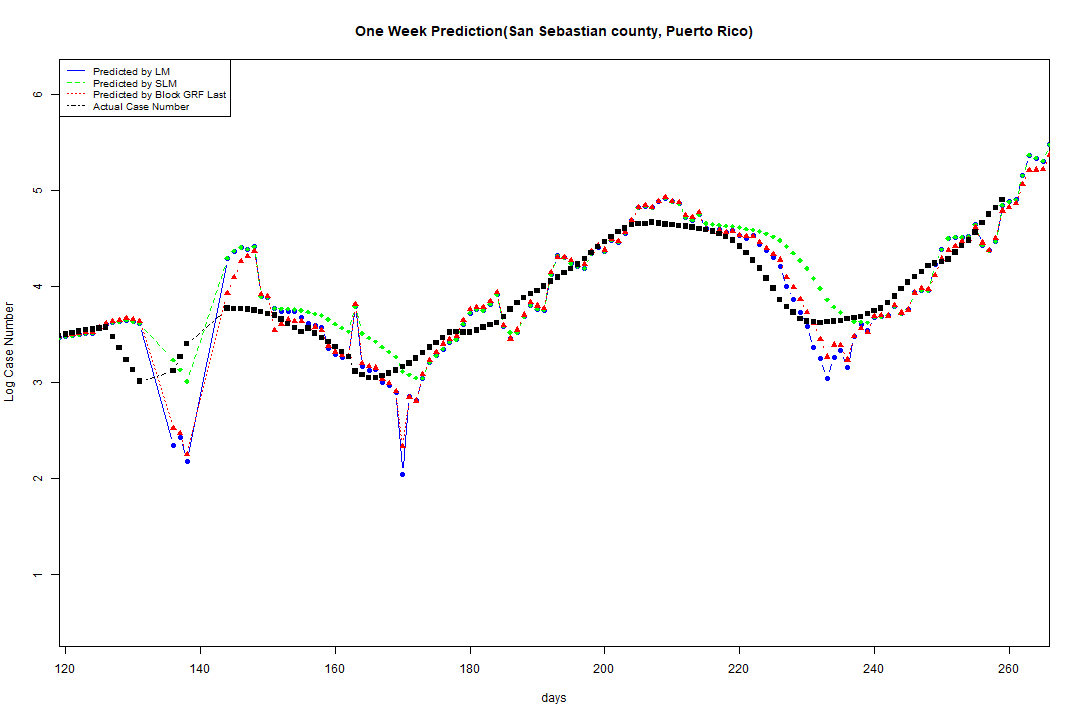 One Week Prediction(San Sebastian county, Puerto Rico)
Predicted by LM
Predicted by SLM
Predicted by Block GRF Last
Actual Case Number
6
5
4
3
2
1
Log Case Number
120 140 160 180 200 220 240 260
days